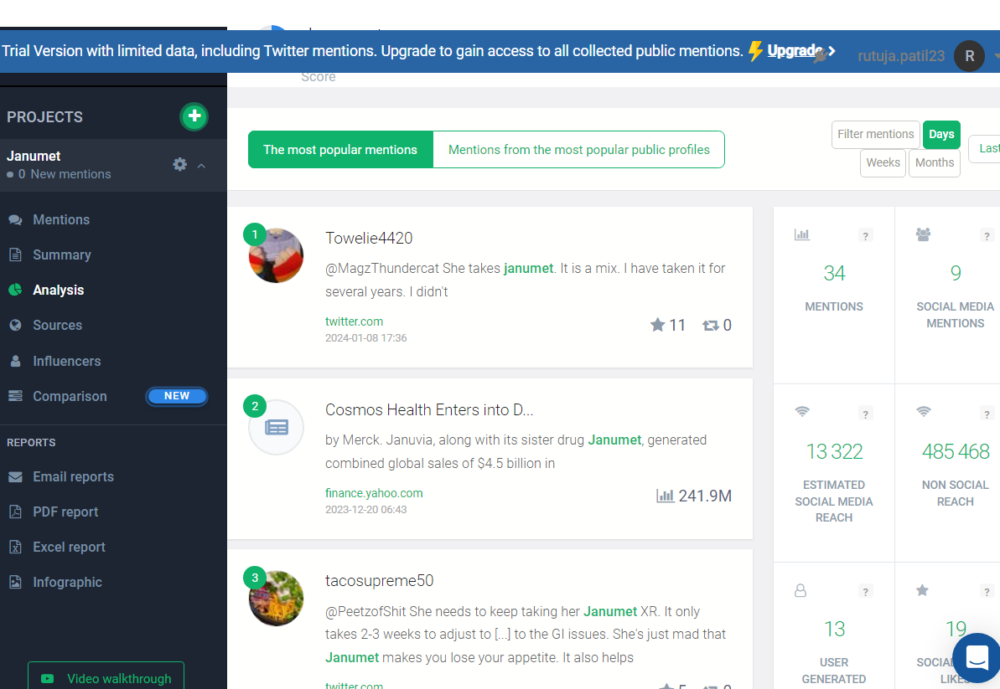 Trial Version with limited data, including Twitter mentions. Upgrade to gain access to all collected public mentions. Upgrade
rutuja.patil23
R
Score
PROJECTS
Janumet
0 New mentions
Mentions
Summary
Analysis
Sources
Influencers
Comparison
NEW
REPORTS
Email reports
PDF report
Excel report
Infographic
Video walkthrough
The most popular mentions
Mentions from the most popular public profiles
Filter mentions
Days
Weeks
Months
Last
1
Towelie4420
@MagzThundercat She takes janumet. It is a mix. I have taken it for
several years. I didn't
twitter.com
2024-01-08 17:36
11
0
2
Cosmos Health Enters into D...
by Merck. Januvia, along with its sister drug Janumet, generated
combined global sales of $4.5 billion in
finance.yahoo.com
2023-12-20 06:43
241.9M
3
tacosupreme50
@PeetzofShit She needs to keep taking her Janumet XR. It only
takes 2-3 weeks to adjust to [...] to the GI issues. She's just mad that
Janumet makes you lose your appetite. It also helps
twitter.com
5
0
?
34
MENTIONS
?
9
SOCIAL MEDIA
MENTIONS
?
13 322
ESTIMATED
SOCIAL MEDIA
REACH
?
485 468
NON SOCIAL
REACH
?
13
USER
GENERATED
?
19
SOCIAL
LIKES